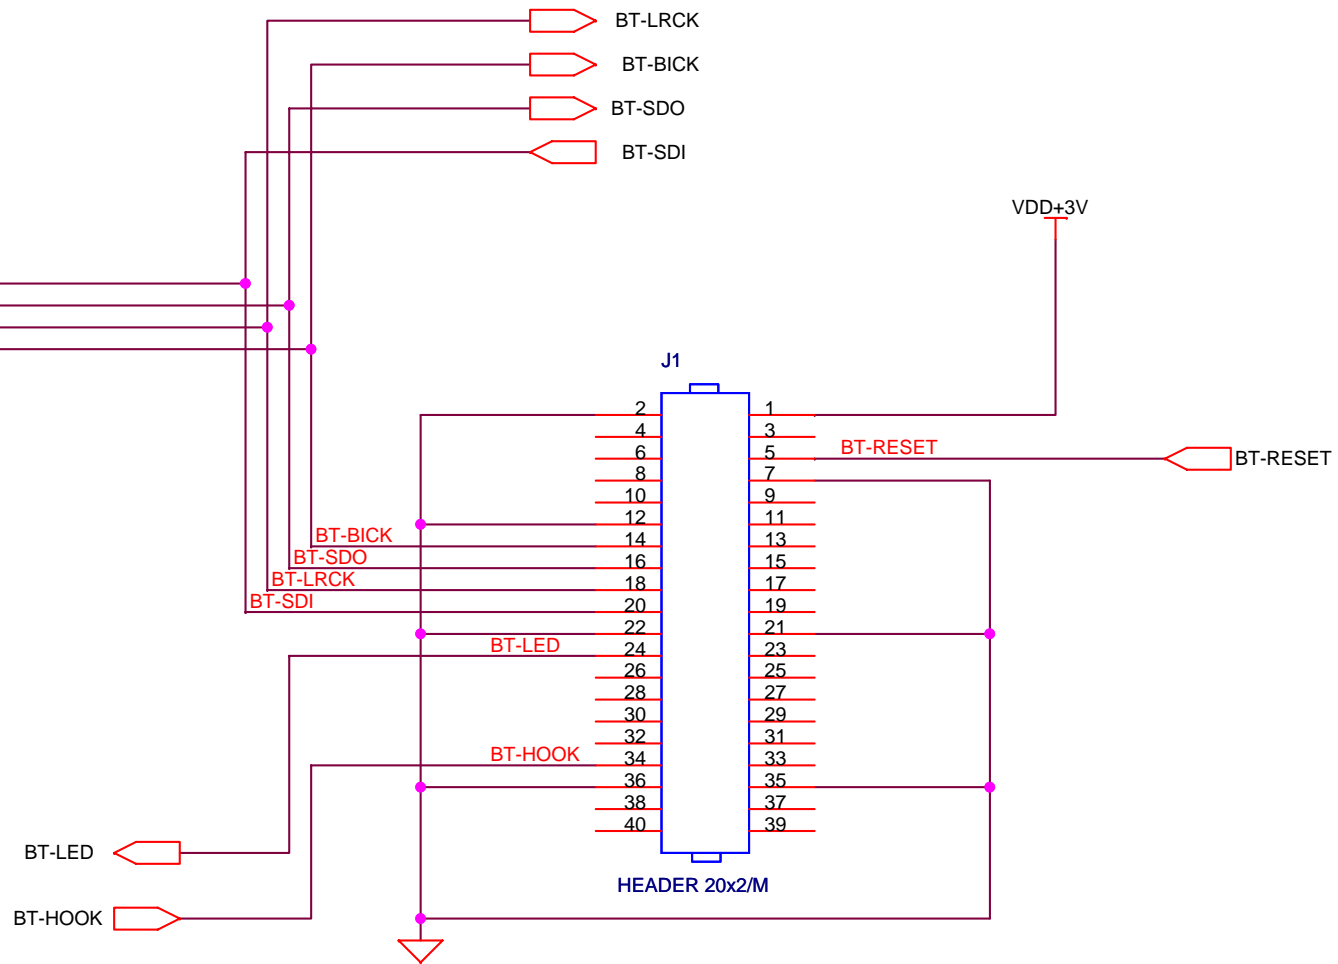 BT-LRCK
BT-BICK
BT-SDO
BT-SDI
VDD+3V
J1
2 1
4 3
6 BT-RESET 5 BT-RESET
8 7
10 9
12 11
BT-BICK 14 13
BT-SDO 16 15
BT-LRCK 18 17
BT-SDI 20 19
22 21
BT-LED 24 23
26 25
28 27
30 29
32 31
BT-HOOK 34 33
36 35
38 37
40 39
BT-LED
HEADER 20x2/M
BT-HOOK